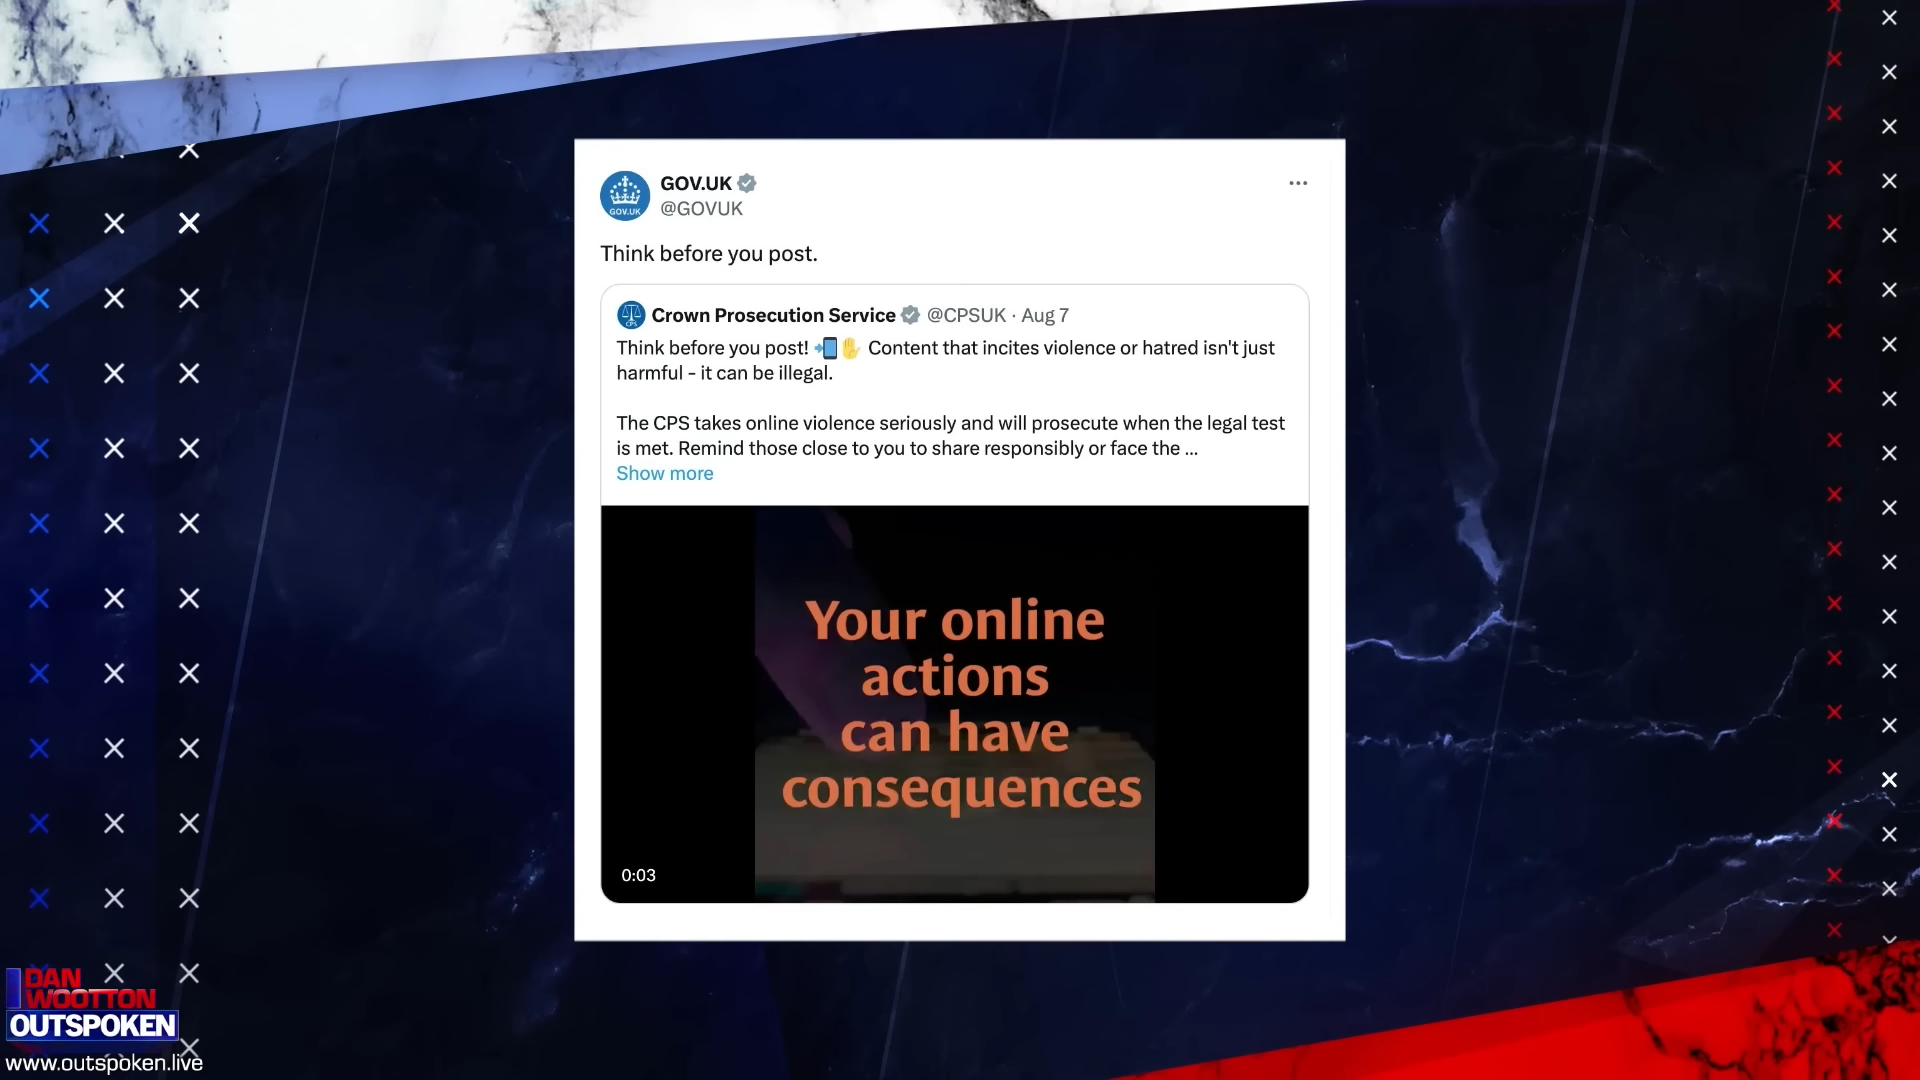 GOV.UK
@GOVUK
Think before you post.
Crown Prosecution Service @CPSUK · Aug 7
Think before you post! 📲✋ Content that incites violence or hatred isn't just
harmful - it can be illegal.
The CPS takes online violence seriously and will prosecute when the legal test
is met. Remind those close to you to share responsibly or face the ...
Show more
Your online
actions
can have
consequences
0:03
DAN
WOOTTON
OUTSPOKEN
www.outspoken.live